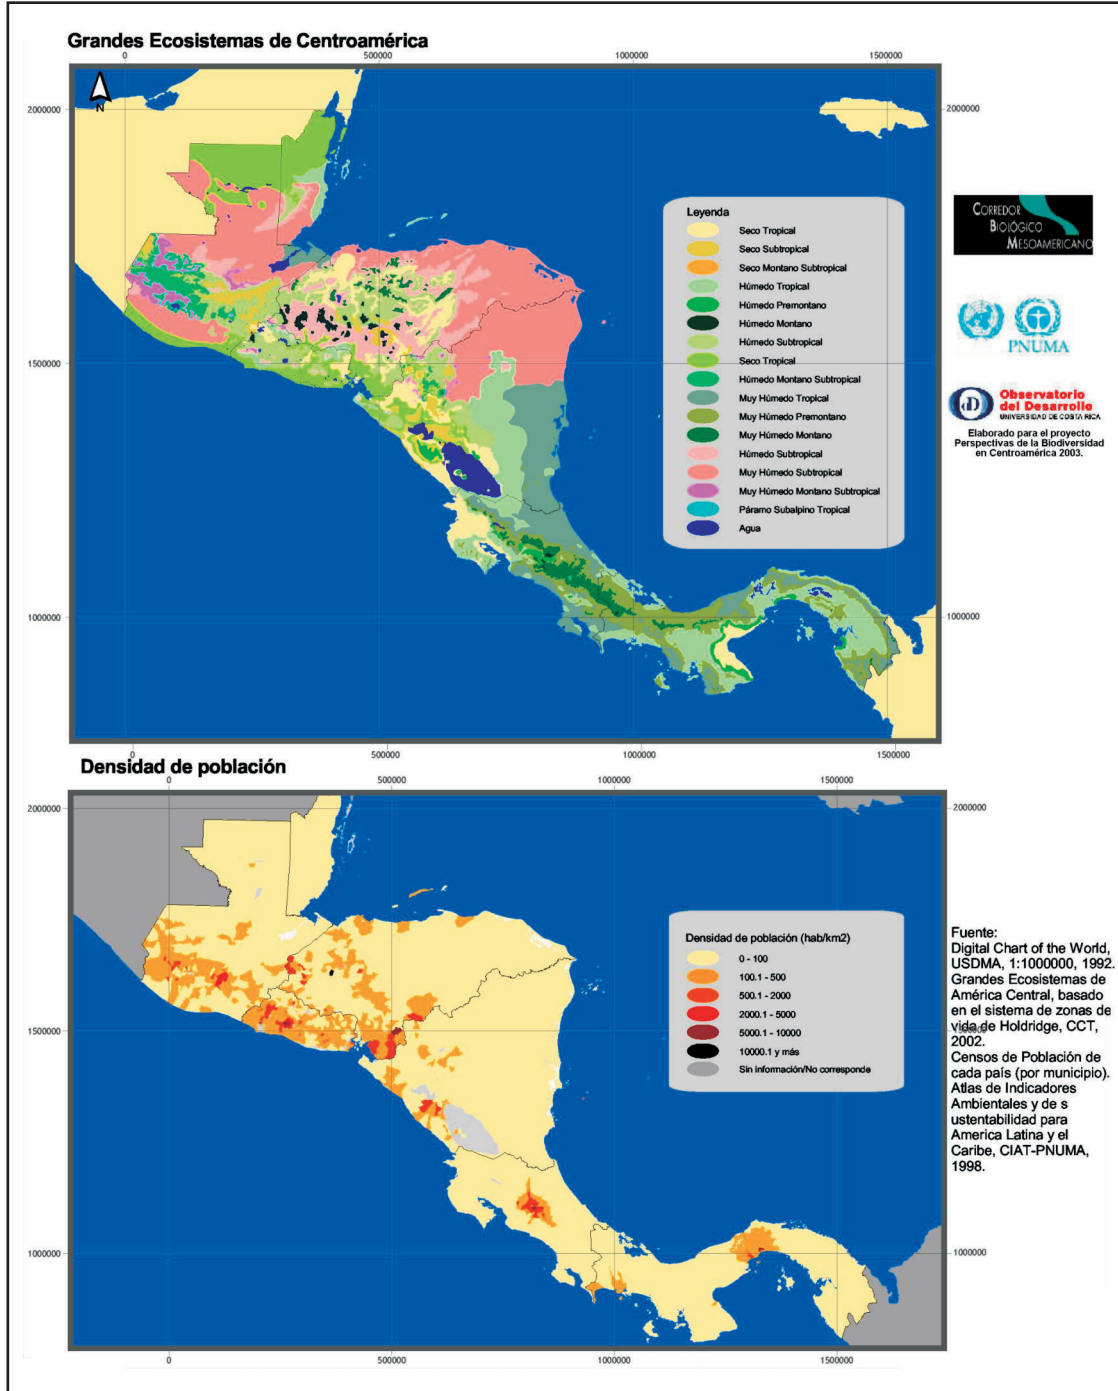 Grandes Ecosistemas de Centroamérica
0 500000 1000000 1500000
N
2000000 2000000
1500000
1000000 1000000
Leyenda
Seco Tropical
Seco Subtropical
Seco Montano Subtropical
Húmedo Tropical
Húmedo Premontano
Húmedo Montano
Húmedo Subtropical
Seco Tropical
Húmedo Montano Subtropical
Muy Húmedo Tropical
Muy Húmedo Premontano
Muy Húmedo Montano
Húmedo Subtropical
Muy Húmedo Subtropical
Muy Húmedo Montano Subtropical
Páramo Subalpino Tropical
Agua
CORREDOR
BIOLÓGICO
MESOAMERICANO
PNUMA
dD
Observatorio
del Desarrollo
UNIVERSIDAD DE COSTA RICA
Elaborado para el proyecto
Perspectivas de la Biodiversidad
en Centroamérica 2003.
0 500000 1000000 1500000
Densidad de población
0 500000 1000000 1500000
2000000 2000000
1500000 1500000
1000000 1000000
Densidad de población (hab/km2)
0 - 100
100.1 - 500
500.1 - 2000
2000.1 - 5000
5000.1 - 10000
10000.1 y más
Sin información/No corresponde
Fuente:
Digital Chart of the World,
USDMA, 1:1000000, 1992.
Grandes Ecosistemas de
América Central, basado
en el sistema de zonas de
vida de Holdridge, CCT,
2002.
Censos de Población de
cada país (por municipio).
Atlas de Indicadores
Ambientales y de s
ustentabilidad para
America Latina y el
Caribe, CIAT-PNUMA,
1998.
0 500000 1000000 1500000